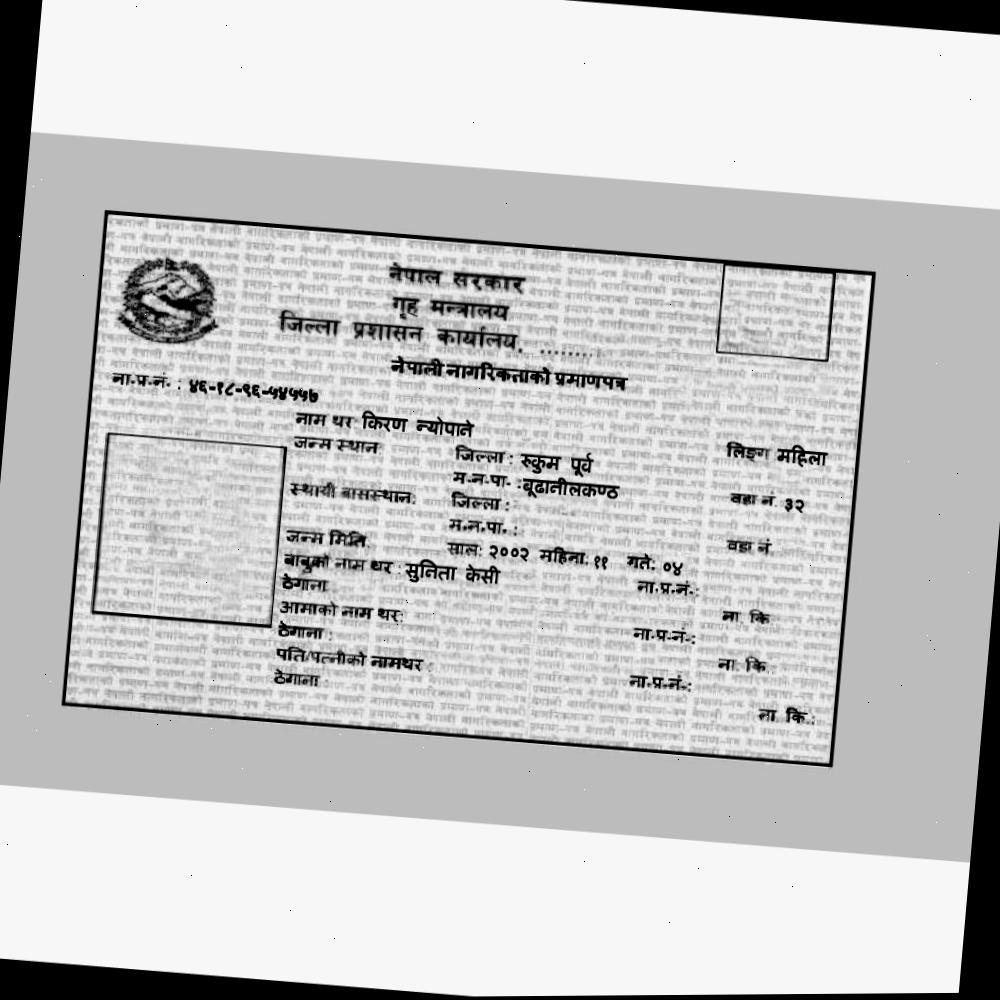 नेपाल सरकार
गृह मन्त्रालय
जिल्ला प्रशासन कार्यालय, ........
नेपाली नागरिकताको प्रमाणपत्र
ना.प्र.नं. : ४६-१८-९६-५४५५७
नाम थर किरण न्योपाने लिङ्ग महिला
जन्म स्थान: जिल्ला : रुकुम पूर्व
म.न.पा. : बूढानीलकण्ठ वडा नं. ३२
स्थायी बासस्थान: जिल्ला :
म.न.पा. : वडा नं.
जन्म मिति: साल: २००२ महिना: ११ गते: ०४
बाबुको नाम थर : सुनिता केसी ना.प्र.नं.:
ठेगाना ना. कि.:
आमाको नाम थर: ना.प्र.नं.:
ठेगाना : ना. कि.:
पति/पत्नीको नामथर : ना.प्र.नं.:
ठेगाना : ना. कि.: